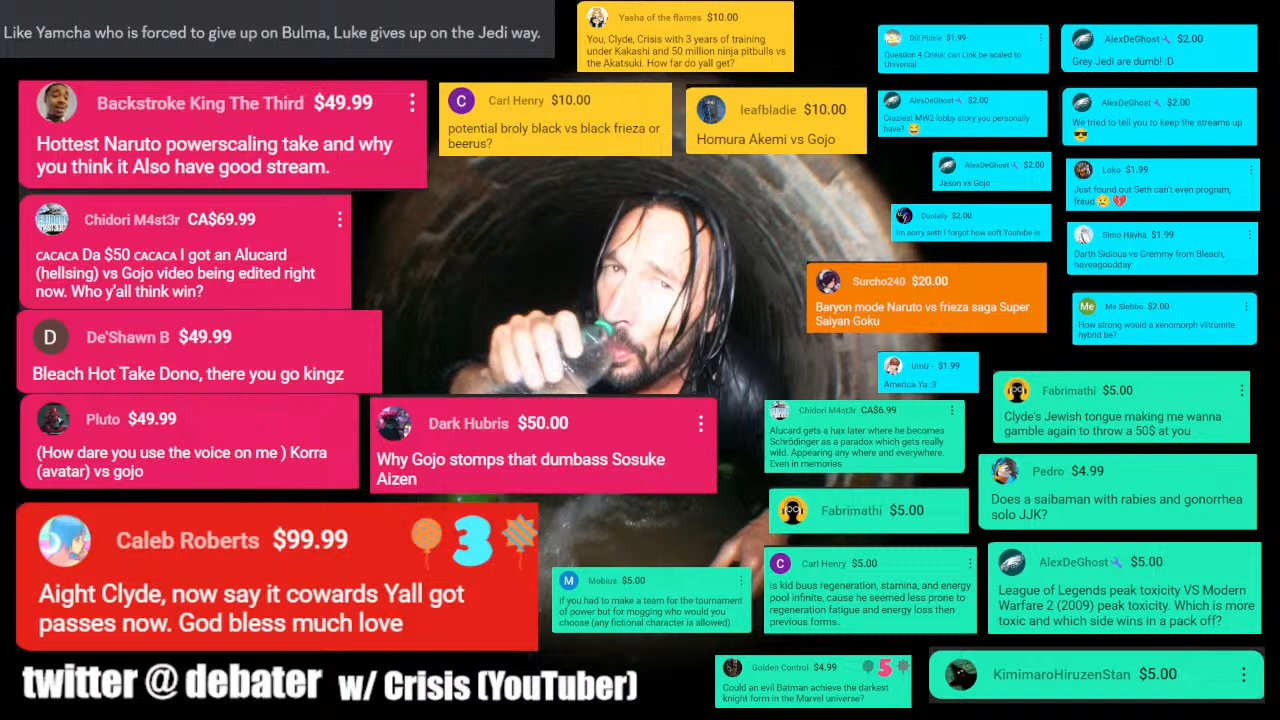 Like Yamcha who is forced to give up on Bulma, Luke gives up on the Jedi way.
Yasha of the flames $10.00
You, Clyde, Crisis with 3 years of training
under Kakashi and 50 million ninja pitbulls vs
the Akatsuki. How far do yall get?
Dill Pickle $1.99
Question 4 Crisis: can Link be scaled to
Universal
AlexDeGhost $2.00
Grey Jedi are dumb! :D
Backstroke King The Third $49.99
Hottest Naruto powerscaling take and why
you think it Also have good stream.
C Carl Henry $10.00
potential broly black vs black frieza or
beerus?
leafbladie $10.00
Homura Akemi vs Gojo
AlexDeGhost $2.00
Craziest MW2 lobby story you personally
have? 😂
AlexDeGhost $2.00
We tried to tell you to keep the streams up
😎
AlexDeGhost $2.00
Jason vs Gojo
Loko $1.99
Just found out Seth can't even program,
fraud 😢 💔
Chidori M4st3r CA$69.99
ᴄᴀᴄᴀᴄᴀ Da $50 ᴄᴀᴄᴀᴄᴀ I got an Alucard
(hellsing) vs Gojo video being edited right
now. Who y'all think win?
$2.00
Im sorry seth I forgot how soft Youtube is
Simo Häyhä $1.99
Darth Sidious vs Gremmy from Bleach,
haveagoodday
Surcho240 $20.00
Baryon mode Naruto vs frieza saga Super
Saiyan Goku
Me Me Slebbo $2.00
How strong would a xenomorph viltrumite
hybrid be?
D De'Shawn B $49.99
Bleach Hot Take Dono, there you go kingz
UmU - $1.99
America Ya :3
Fabrimathi $5.00
Clyde's Jewish tongue making me wanna
gamble again to throw a 50$ at you
Pluto $49.99
(How dare you use the voice on me ) Korra
(avatar) vs gojo
Dark Hubris $50.00
Why Gojo stomps that dumbass Sosuke
Aizen
Chidori M4st3r CA$6.99
Alucard gets a hax later where he becomes
Schrödinger as a paradox which gets really
wild. Appearing any where and everywhere.
Even in memories
Pedro $4.99
Does a saibaman with rabies and gonorrhea
solo JJK?
Fabrimathi $5.00
Caleb Roberts $99.99
3
Aight Clyde, now say it cowards Yall got
passes now. God bless much love
M Mobius $5.00
if you had to make a team for the tournament
of power but for mogging who would you
choose (any fictional character is allowed)
C Carl Henry $5.00
is kid buus regeneration, stamina, and energy
pool infinite, cause he seemed less prone to
regeneration fatigue and energy loss then
previous forms.
AlexDeGhost $5.00
League of Legends peak toxicity VS Modern
Warfare 2 (2009) peak toxicity. Which is more
toxic and which side wins in a pack off?
twitter @ debater w/ Crisis (YouTuber)
Golden Control $4.99
5
Could an evil Batman achieve the darkest
knight form in the Marvel universe?
KimimaroHiruzenStan $5.00